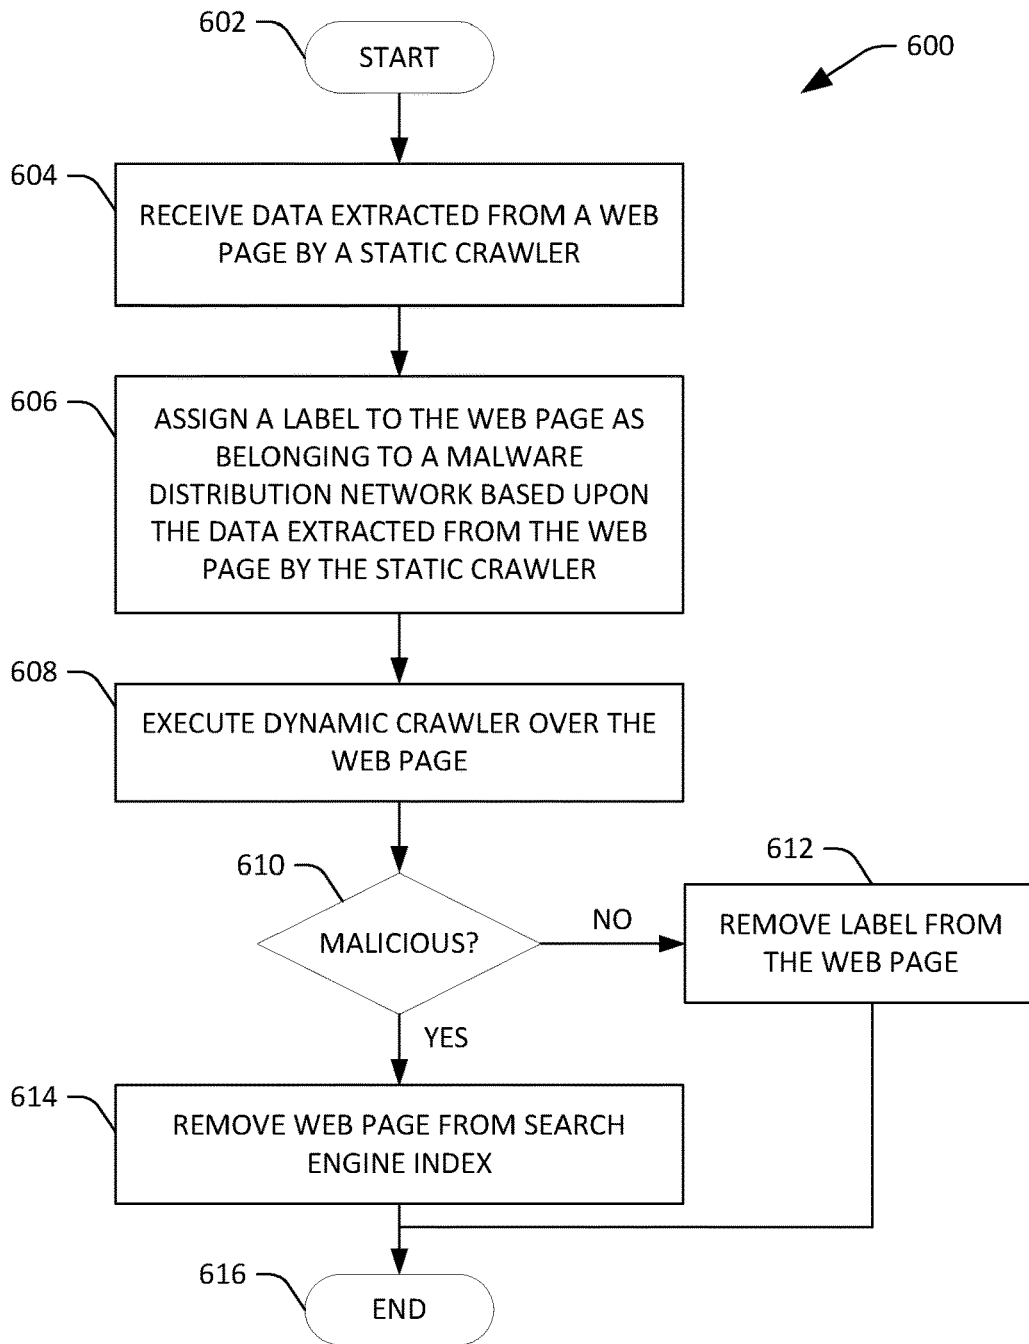 602
START
600
604
RECEIVE DATA EXTRACTED FROM A WEB
PAGE BY A STATIC CRAWLER
606
ASSIGN A LABEL TO THE WEB PAGE AS
BELONGING TO A MALWARE
DISTRIBUTION NETWORK BASED UPON
THE DATA EXTRACTED FROM THE WEB
PAGE BY THE STATIC CRAWLER
608
EXECUTE DYNAMIC CRAWLER OVER THE
WEB PAGE
610
MALICIOUS?
NO
612
REMOVE LABEL FROM
THE WEB PAGE
YES
614
REMOVE WEB PAGE FROM SEARCH
ENGINE INDEX
616
END